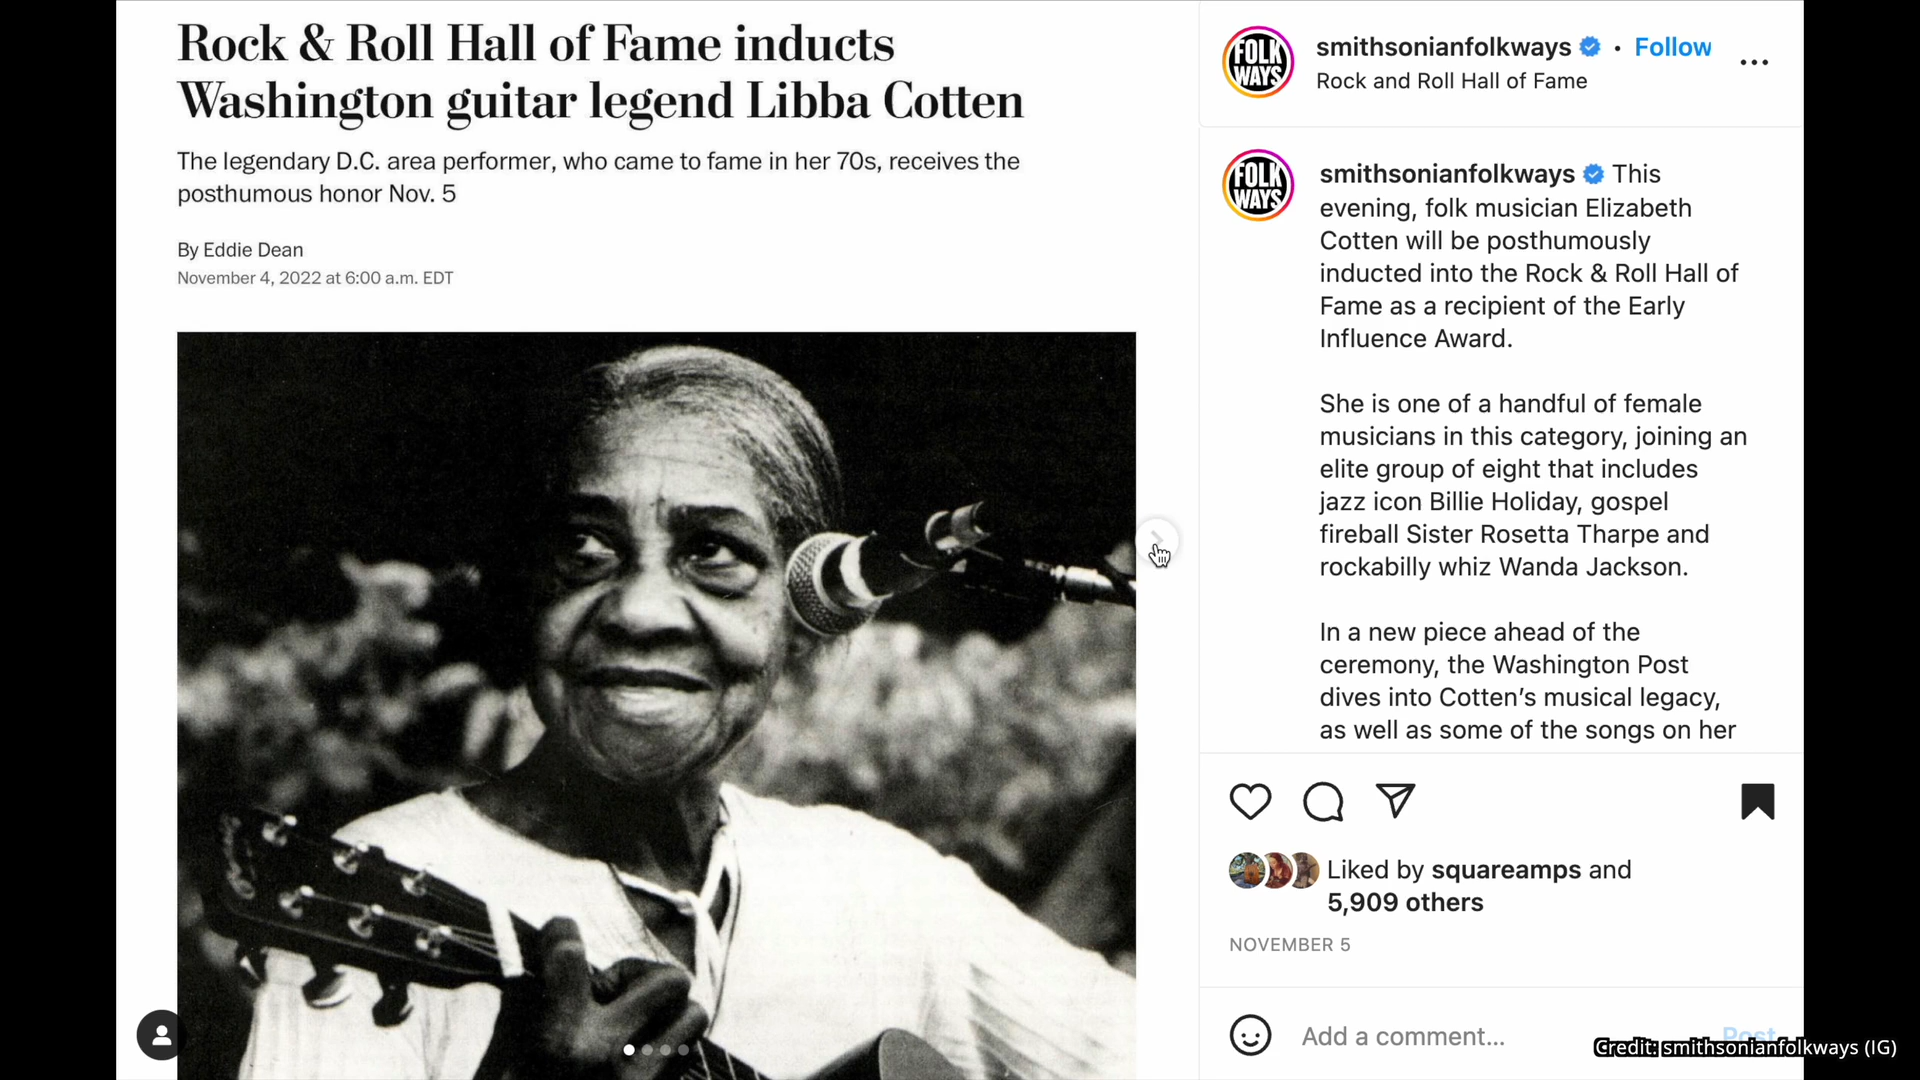 Rock & Roll Hall of Fame inducts
Washington guitar legend Libba Cotten
The legendary D.C. area performer, who came to fame in her 70s, receives the
posthumous honor Nov. 5
By Eddie Dean
November 4, 2022 at 6:00 a.m. EDT
FOLK
WAYS
smithsonianfolkways • Follow
Rock and Roll Hall of Fame
FOLK
WAYS
smithsonianfolkways This
evening, folk musician Elizabeth
Cotten will be posthumously
inducted into the Rock & Roll Hall of
Fame as a recipient of the Early
Influence Award.
She is one of a handful of female
musicians in this category, joining an
elite group of eight that includes
jazz icon Billie Holiday, gospel
fireball Sister Rosetta Tharpe and
rockabilly whiz Wanda Jackson.
In a new piece ahead of the
ceremony, the Washington Post
dives into Cotten’s musical legacy,
as well as some of the songs on her
Liked by squareamps and
5,909 others
NOVEMBER 5
Add a comment...
Post
Credit: smithsonianfolkways (IG)